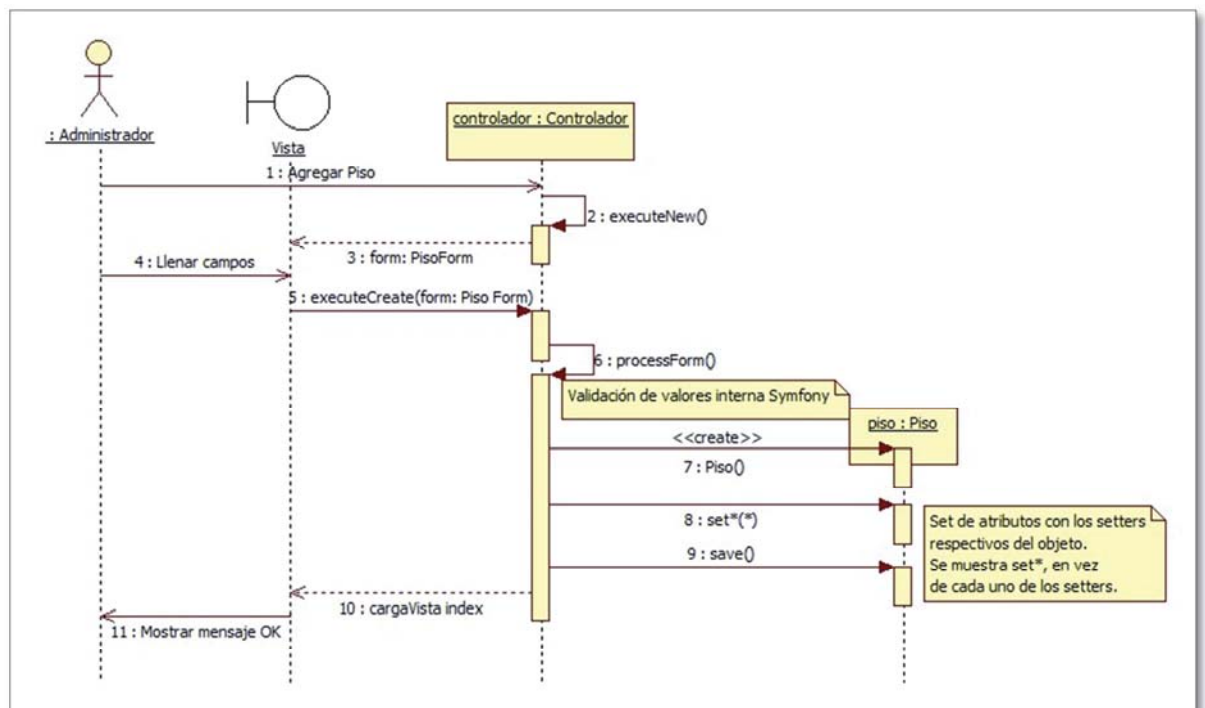 : Administrador
Vista
controlador : Controlador
1 : Agregar Piso
2 : executeNew()
3 : form: PisoForm
4 : Llenar campos
5 : executeCreate(form: Piso Form)
6 : processForm()
Validación de valores interna Symfony
piso : Piso
<<create>>
7 : Piso()
8 : set*(*)
Set de atributos con los setters
respectivos del objeto.
Se muestra set*, en vez
de cada uno de los setters.
9 : save()
10 : cargaVista index
11 : Mostrar mensaje OK